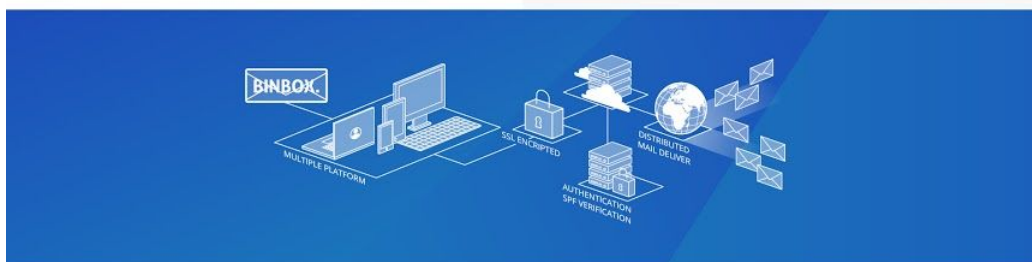 BINBOX.
MULTIPLE PLATFORM
SSL ENCRIPTED
DISTRIBUTED
MAIL DELIVER
AUTHENTICATION
SPF VERIFICATION